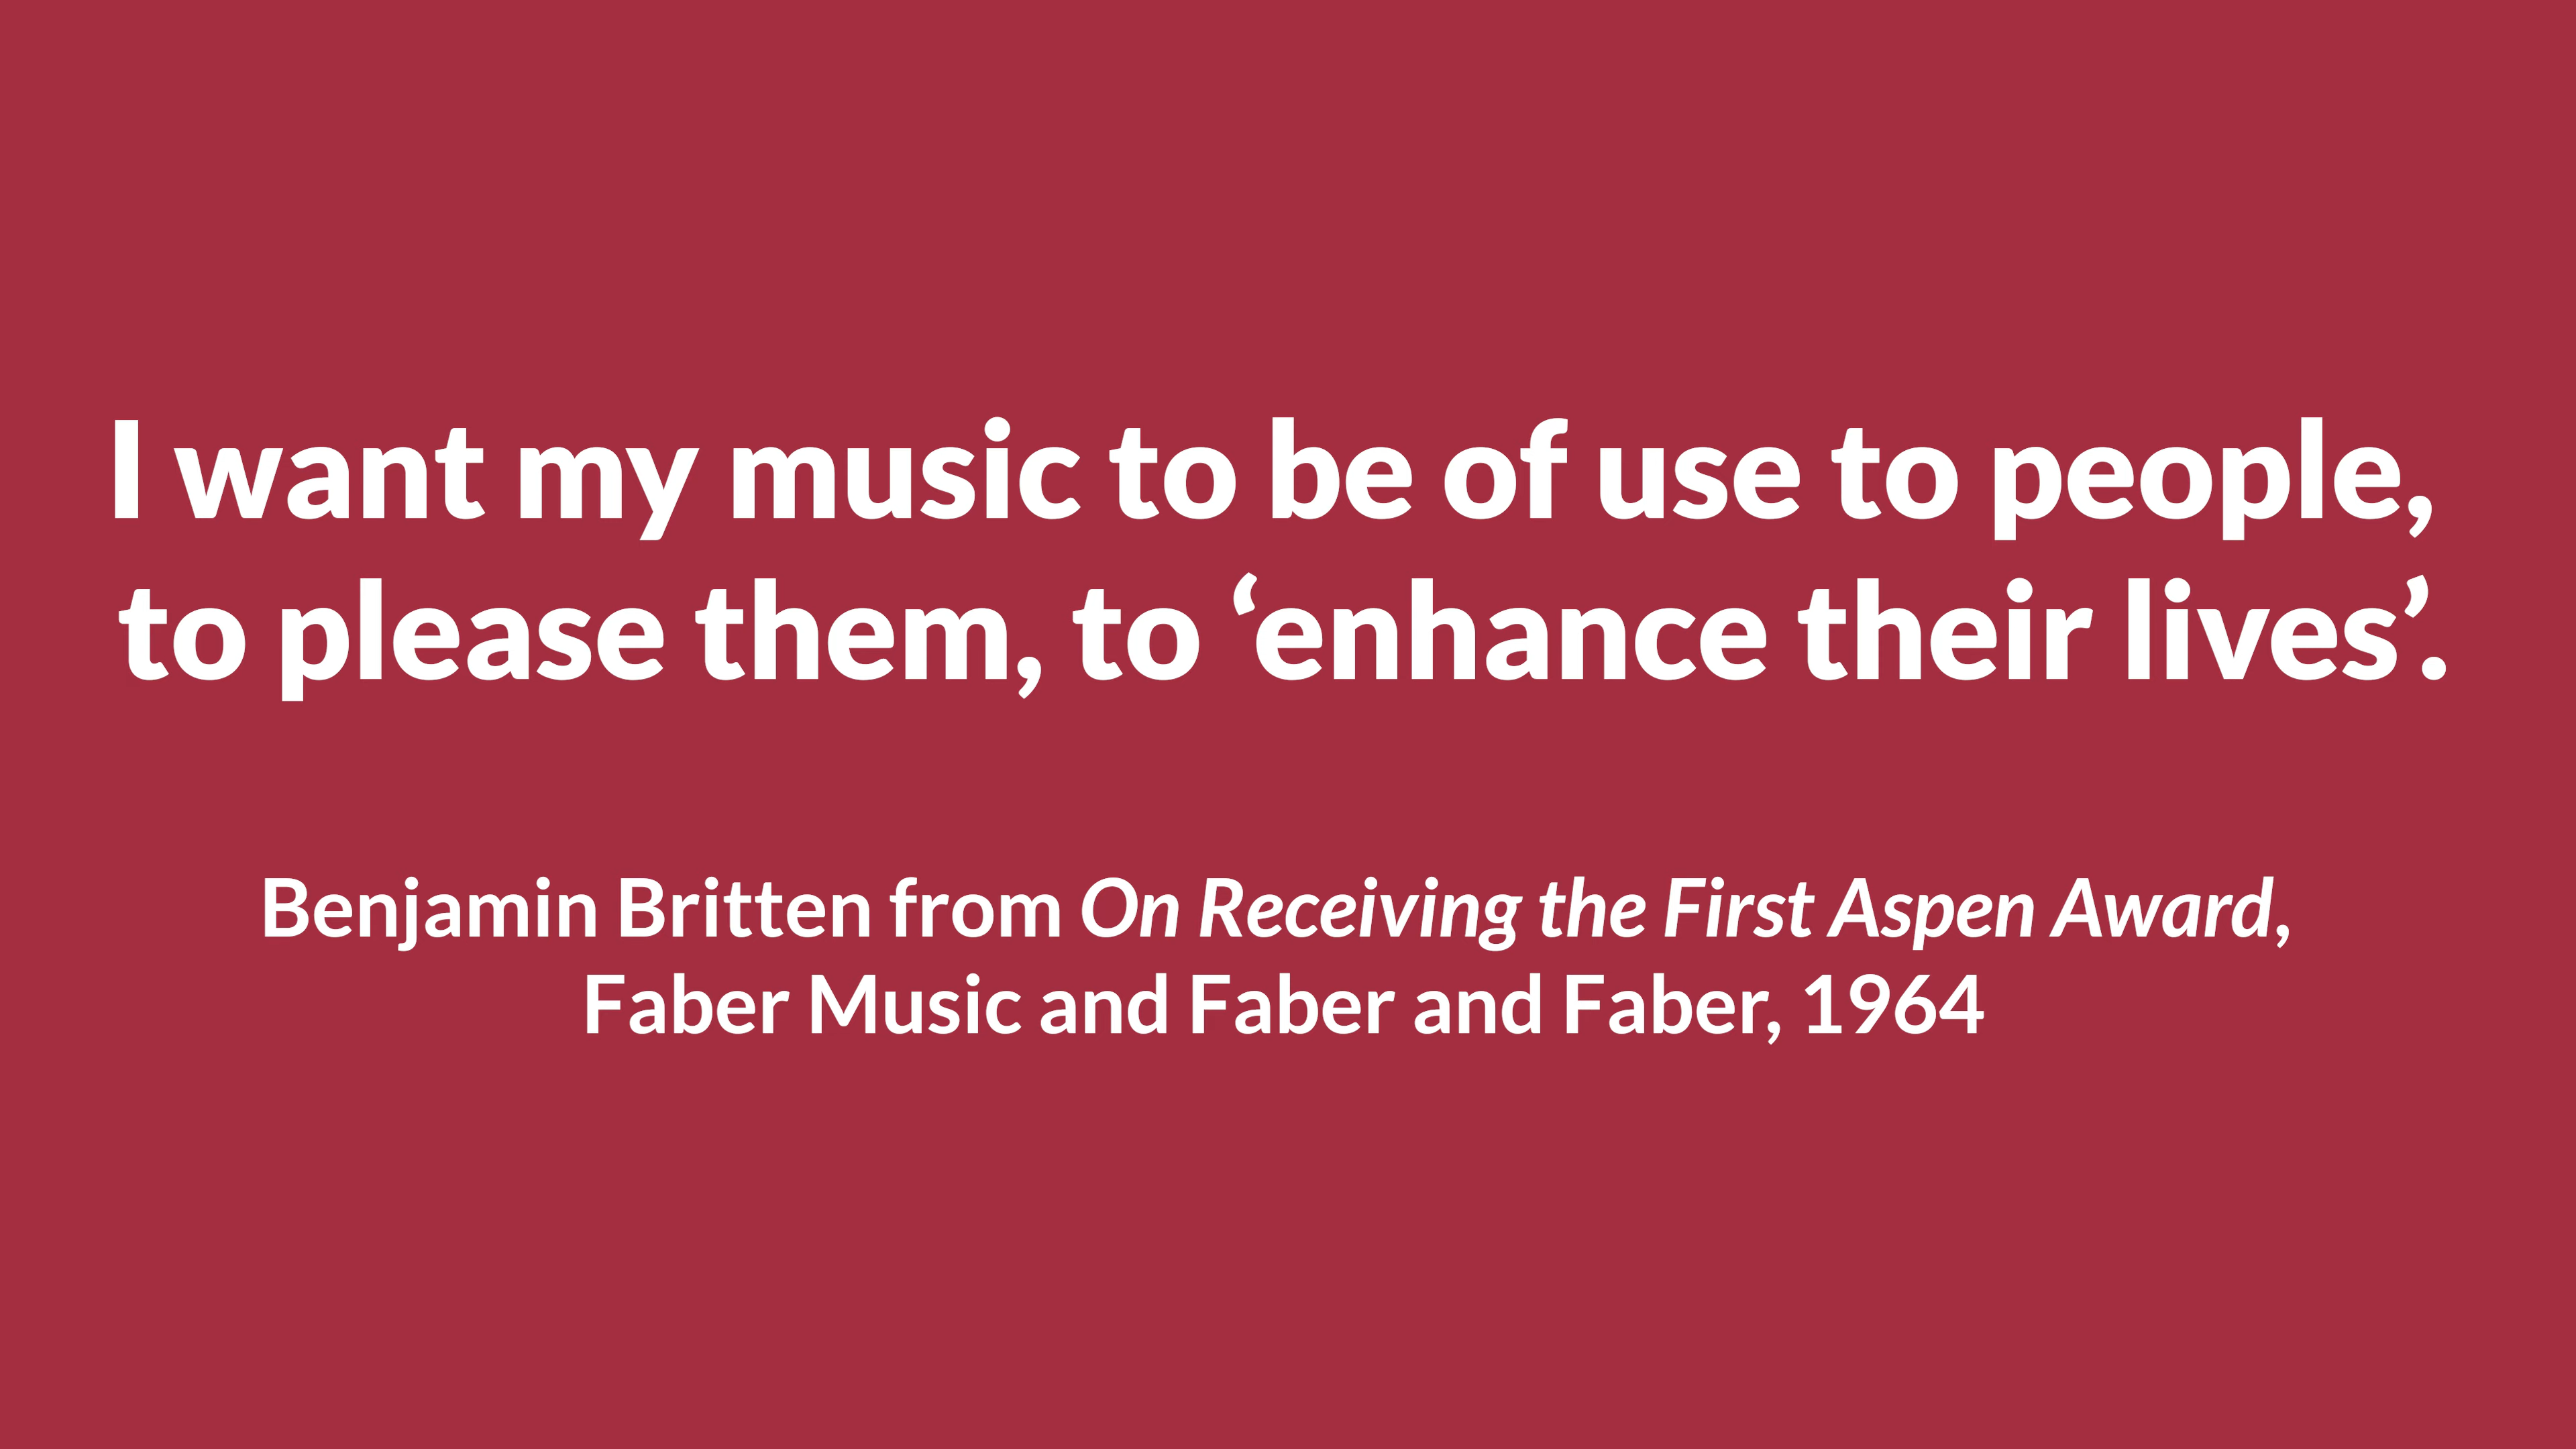 I want my music to be of use to people,
to please them, to ‘enhance their lives’.
Benjamin Britten from On Receiving the First Aspen Award,
Faber Music and Faber and Faber, 1964